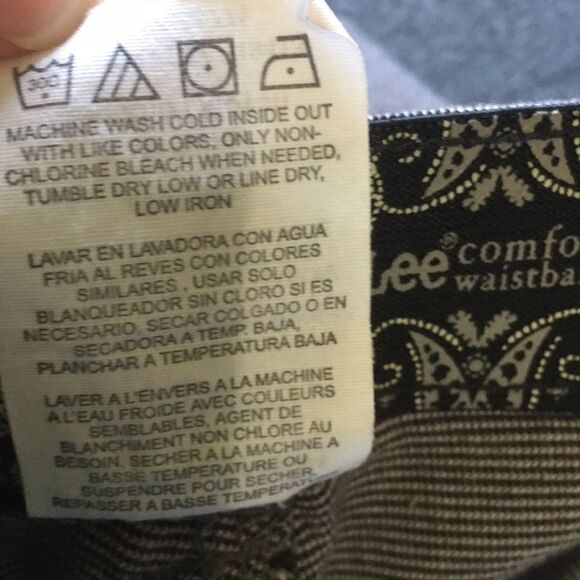 30C
MACHINE WASH COLD INSIDE OUT
WITH LIKE COLORS, ONLY NON-
CHLORINE BLEACH WHEN NEEDED,
TUMBLE DRY LOW OR LINE DRY,
LOW IRON
LAVAR EN LAVADORA CON AGUA
FRIA AL REVES CON COLORES
SIMILARES , USAR SOLO
BLANQUEADOR SIN CLORO SI ES
NECESARIO, SECAR COLGADO O EN
SECADORA A TEMP. BAJA,
PLANCHAR A TEMPERATURA BAJA
LAVER A L'ENVERS A LA MACHINE
A L'EAU FROIDE AVEC COULEURS
SEMBLABLES, AGENT DE
BLANCHIMENT NON CHLORE AU
BESOIN. SECHER A LA MACHINE A
BASSE TEMPERATURE OU
SUSPENDRE POUR SECHER.
REPASSER A BASSE TEMPERAT
Lee® comfo
waistba